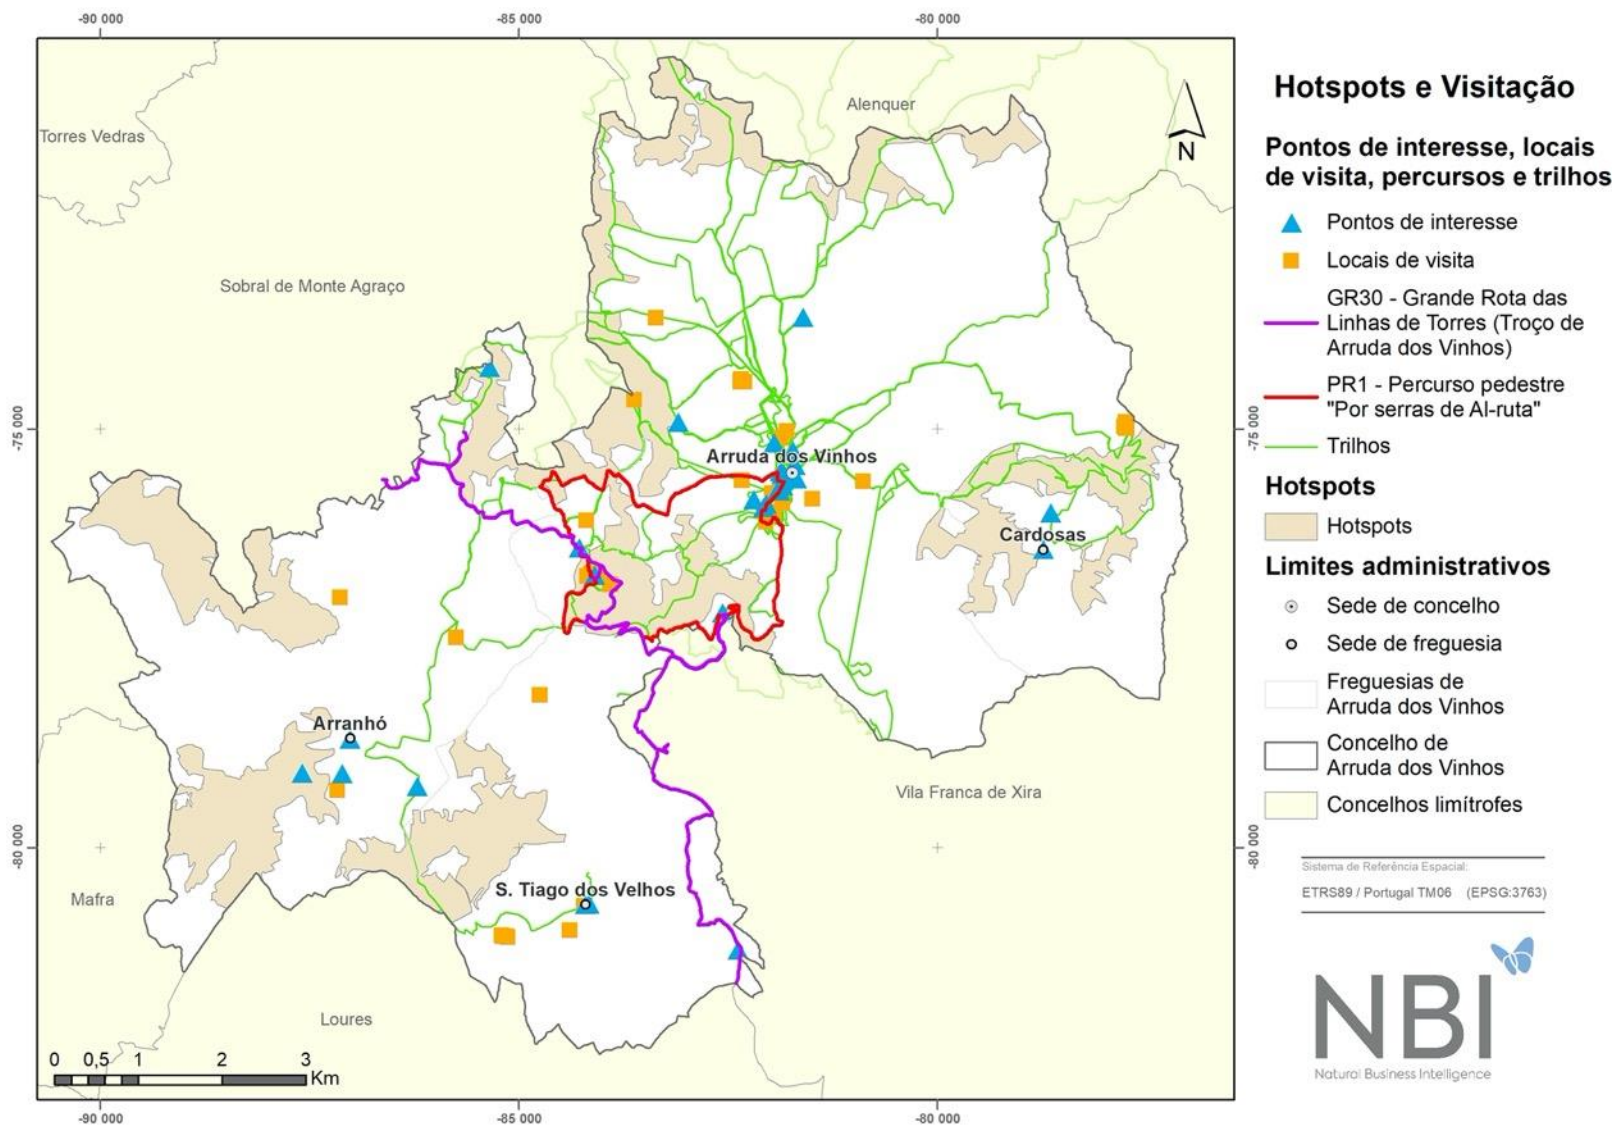 -90 000
-85 000
-80 000
Torres Vedras
Alenquer
N
Sobral de Monte Agraço
-75 000
-75 000
Arruda dos Vinhos
Cardosas
Arranhó
Vila Franca de Xira
-80 000
-80 000
S. Tiago dos Velhos
Mafra
Loures
0 0,5 1 2 3
Km
-90 000
-85 000
-80 000
Hotspots e Visitação
Pontos de interesse, locais
de visita, percursos e trilhos
Pontos de interesse
Locais de visita
GR30 - Grande Rota das
Linhas de Torres (Troço de
Arruda dos Vinhos)
PR1 - Percurso pedestre
"Por serras de Al-ruta"
Trilhos
Hotspots
Hotspots
Limites administrativos
Sede de concelho
Sede de freguesia
Freguesias de
Arruda dos Vinhos
Concelho de
Arruda dos Vinhos
Concelhos limítrofes
Sistema de Referência Espacial:
ETRS89 / Portugal TM06 (EPSG:3763)
NBI
Natural Business Intelligence